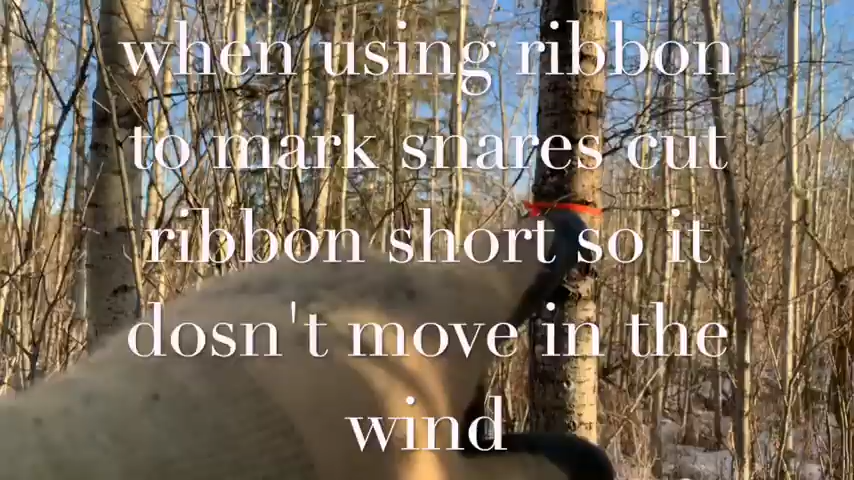 when using ribbon
to mark snares cut
ribbon short so it
dosn't move in the
wind